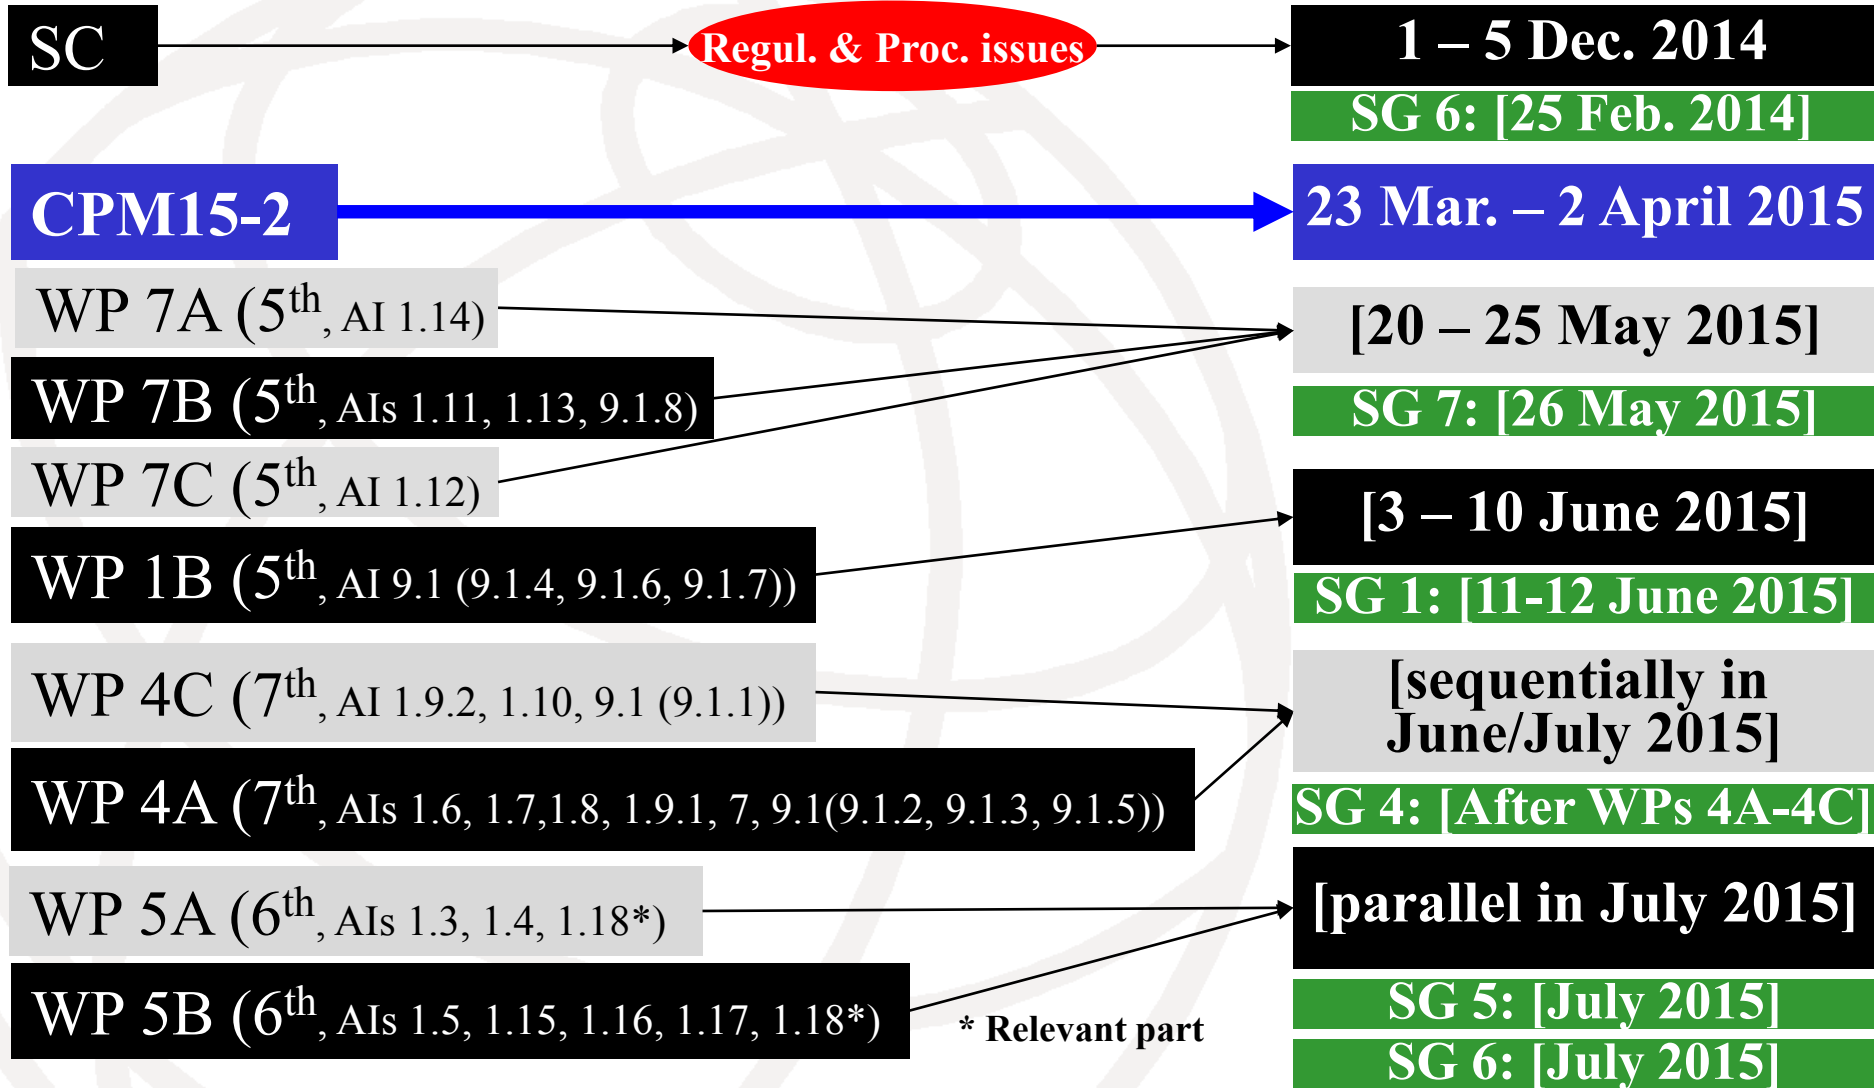 SC
Regul. & Proc. issues
1 – 5 Dec. 2014
SG 6: [25 Feb. 2014]
CPM15-2
23 Mar. – 2 April 2015
WP 7A (5th, AI 1.14)
[20 – 25 May 2015]
WP 7B (5th, AIs 1.11, 1.13, 9.1.8)
SG 7: [26 May 2015]
WP 7C (5th, AI 1.12)
[3 – 10 June 2015]
WP 1B (5th, AI 9.1 (9.1.4, 9.1.6, 9.1.7))
SG 1: [11-12 June 2015]
WP 4C (7th, AI 1.9.2, 1.10, 9.1 (9.1.1))
[sequentially in
June/July 2015]
WP 4A (7th, AIs 1.6, 1.7,1.8, 1.9.1, 7, 9.1(9.1.2, 9.1.3, 9.1.5))
SG 4: [After WPs 4A-4C]
WP 5A (6th, AIs 1.3, 1.4, 1.18*)
[parallel in July 2015]
WP 5B (6th, AIs 1.5, 1.15, 1.16, 1.17, 1.18*)
* Relevant part
SG 5: [July 2015]
SG 6: [July 2015]